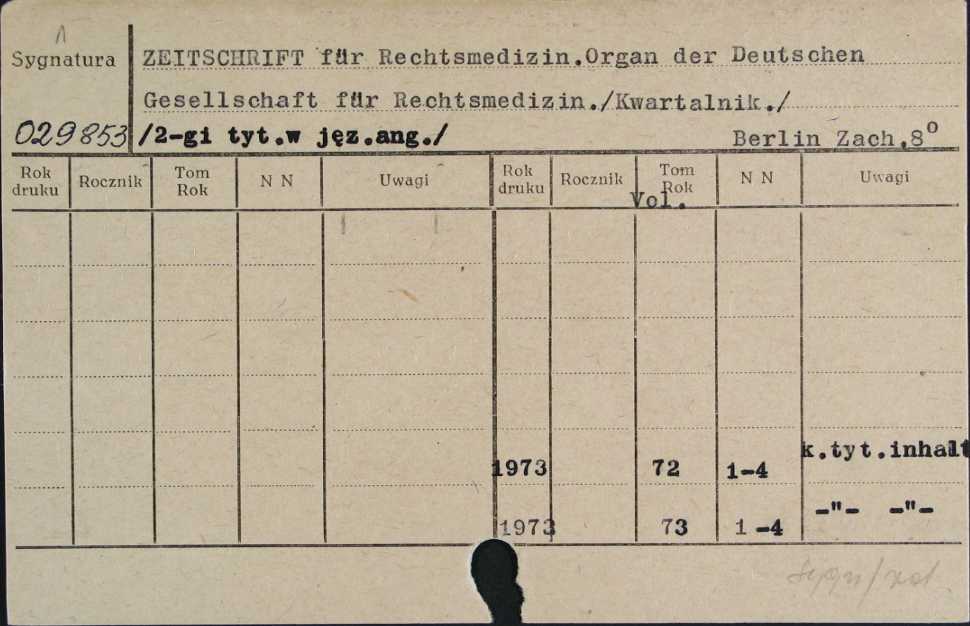 Sygnatura
ZEITSCHRIFT für Rechtsmedizin.Organ der Deutschen
Gesellschaft für Rechtsmedizin./Kwartalnik./
029853 /2-gi tyt.w jęz.ang./ Berlin Zach.8º
Rok druku Rocznik Tom Rok N N Uwagi Rok druku Rocznik Tom Rok N N Uwagi
Vol.
k.tyt.inhalt
1973 72 1-4
-"- -"-
1973 73 1 -4